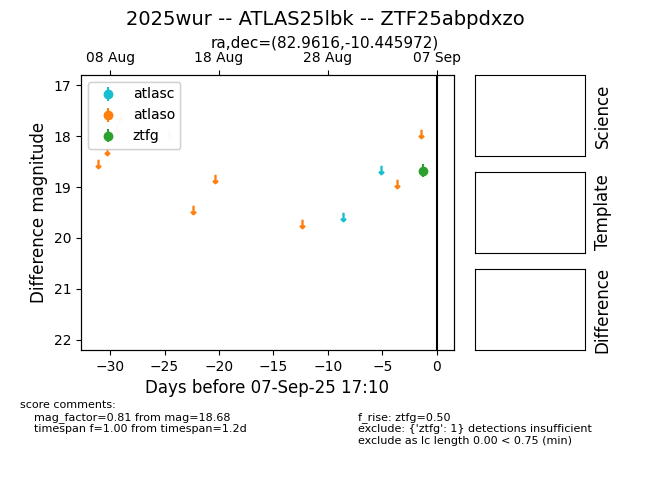 2025wur -- ATLAS25lbk -- ZTF25abpdxzo
ra,dec=(82.9616,-10.445972)
08 Aug 18 Aug 28 Aug 07 Sep
17
18
19
20
21
22
Difference magnitude
atlasc
atlaso
ztfg
−30 −25 −20 −15 −10 −5 0
Days before 07-Sep-25 17:10
Science
Template
Difference
score comments:
mag_factor=0.81 from mag=18.68
timespan f=1.00 from timespan=1.2d
f_rise: ztfg=0.50
exclude: {'ztfg': 1} detections insufficient
exclude as lc length 0.00 < 0.75 (min)